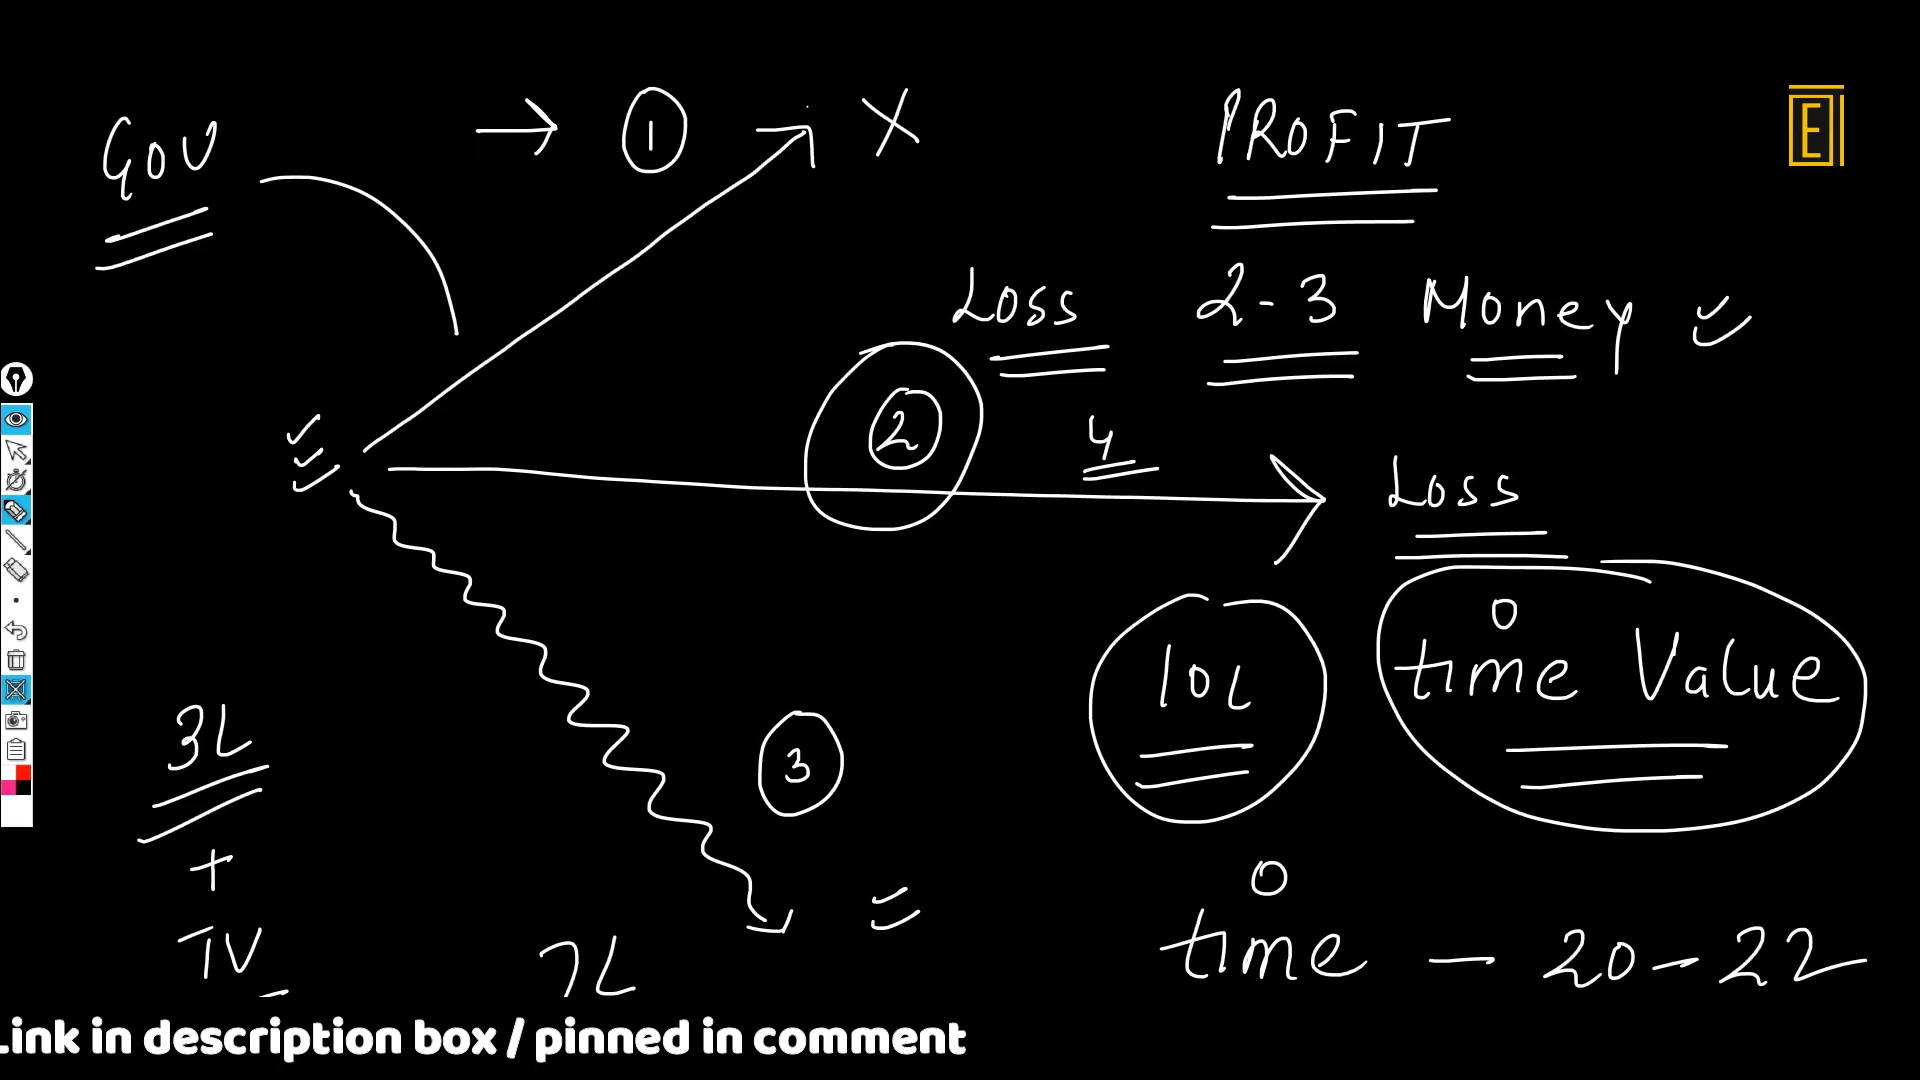 GOV → 1 X PROFIT
E
Loss 2-3 Money
2 4
Loss
10L time Value
3L 3
+
TV 7L time - 20-22
.ink in description box / pinned in comment